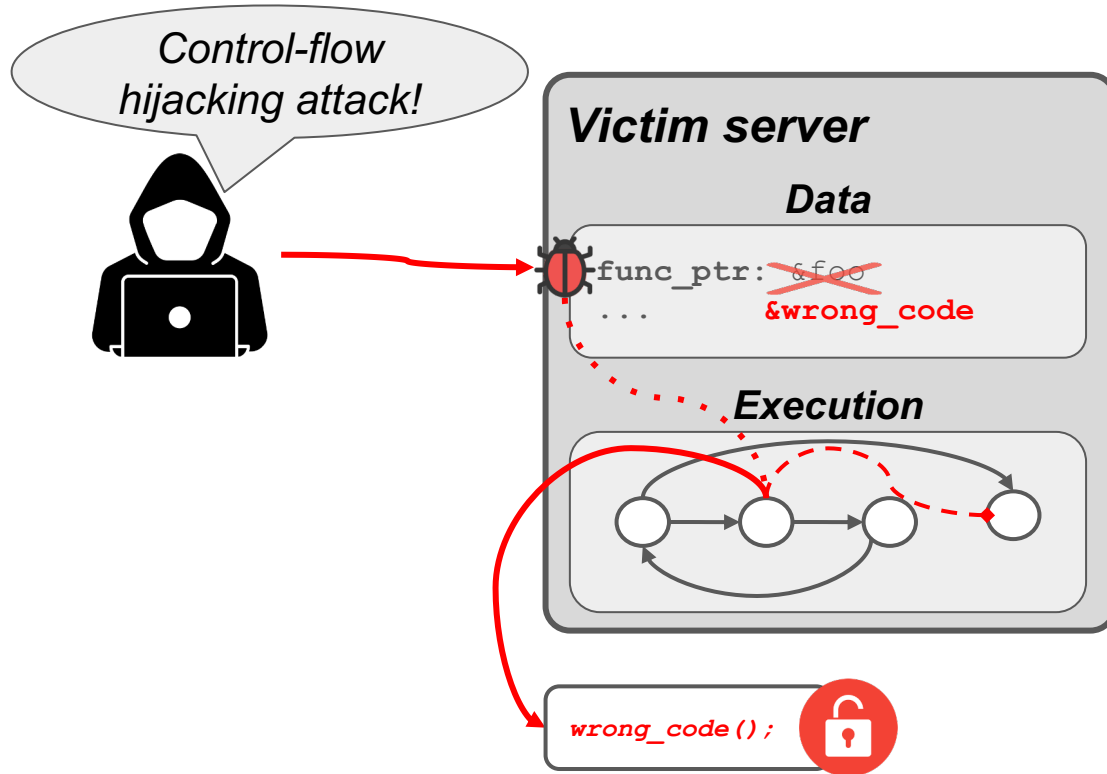 Control-flow
hijacking attack!
Victim server
Data
func_ptr: &foo
... &wrong_code
Execution
wrong_code();